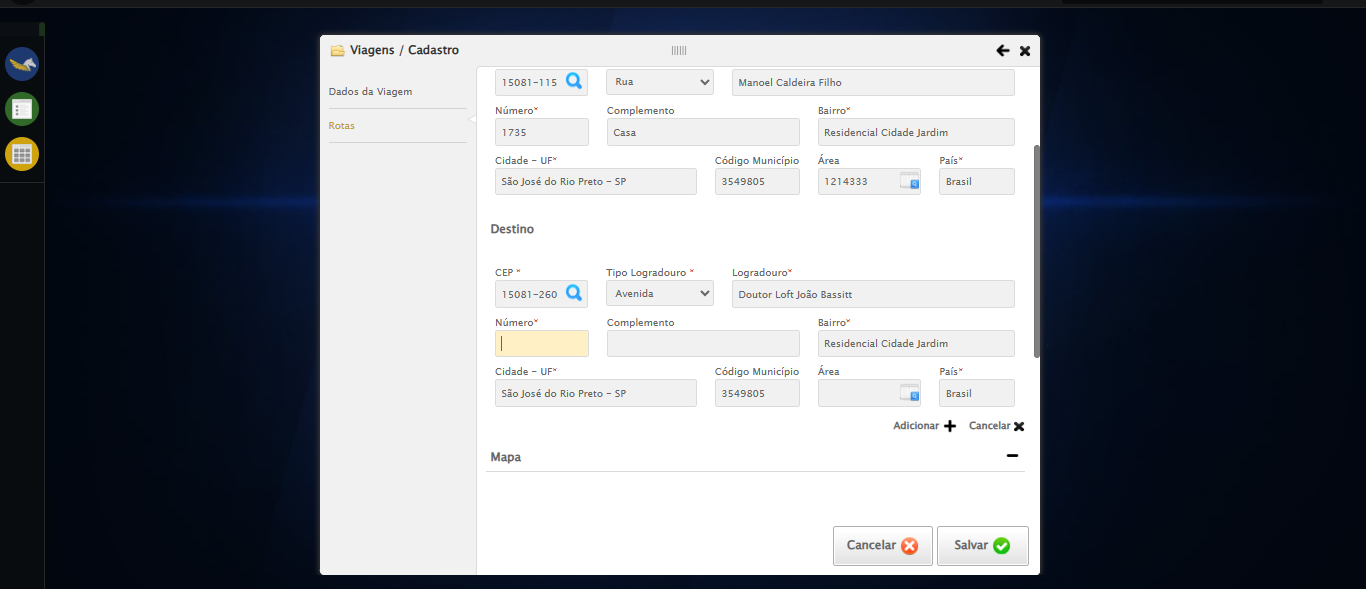 Viagens / Cadastro
Dados da Viagem
Rotas
15081-115 Rua Manoel Caldeira Filho
Número* Complemento Bairro*
1735 Casa Residencial Cidade Jardim
Cidade - UF* Código Município Área País*
São José do Rio Preto - SP 3549805 1214333 Brasil
Destino
CEP * Tipo Logradouro * Logradouro*
15081-260 Avenida Doutor Loft João Bassitt
Número* Complemento Bairro*
Residencial Cidade Jardim
Cidade - UF* Código Município Área País*
São José do Rio Preto - SP 3549805 Brasil
Adicionar Cancelar
Mapa
Cancelar Salvar